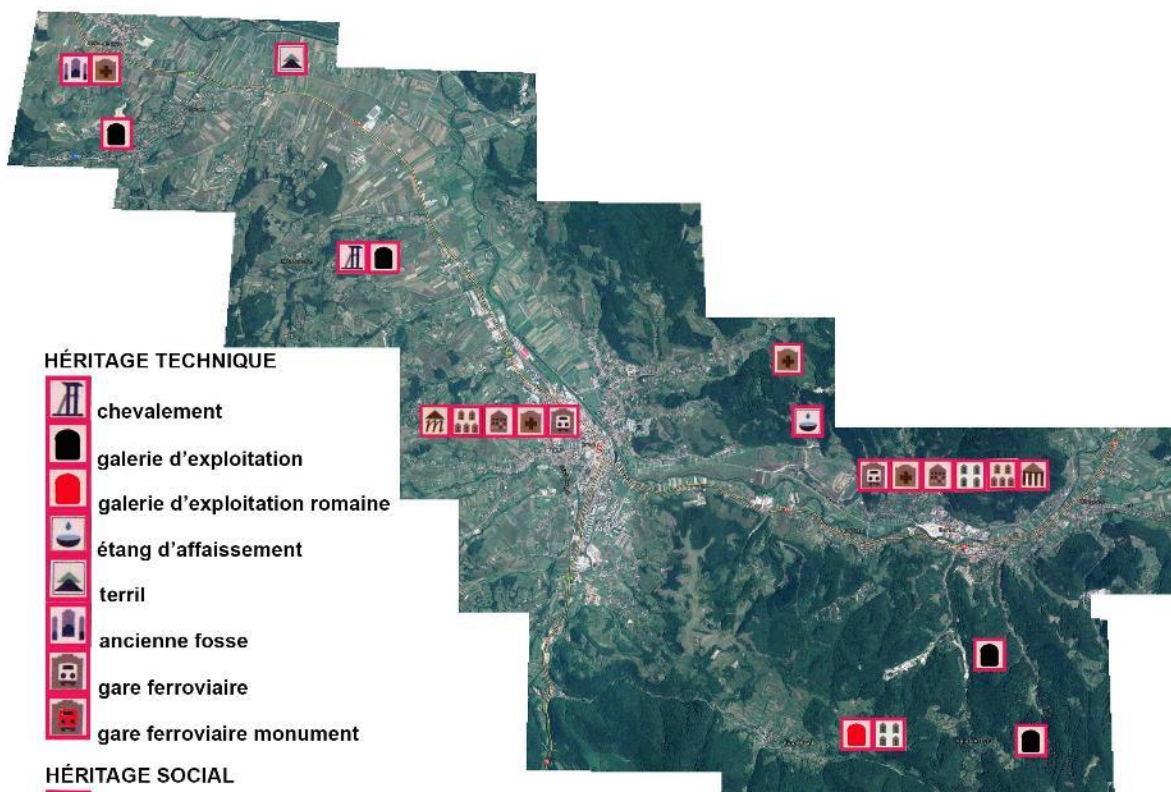 HÉRITAGE TECHNIQUE
chevalement
galerie d'exploitation
galerie d'exploitation romaine
étang d'affaissement
terril
ancienne fosse
gare ferroviaire
gare ferroviaire monument
HÉRITAGE SOCIAL